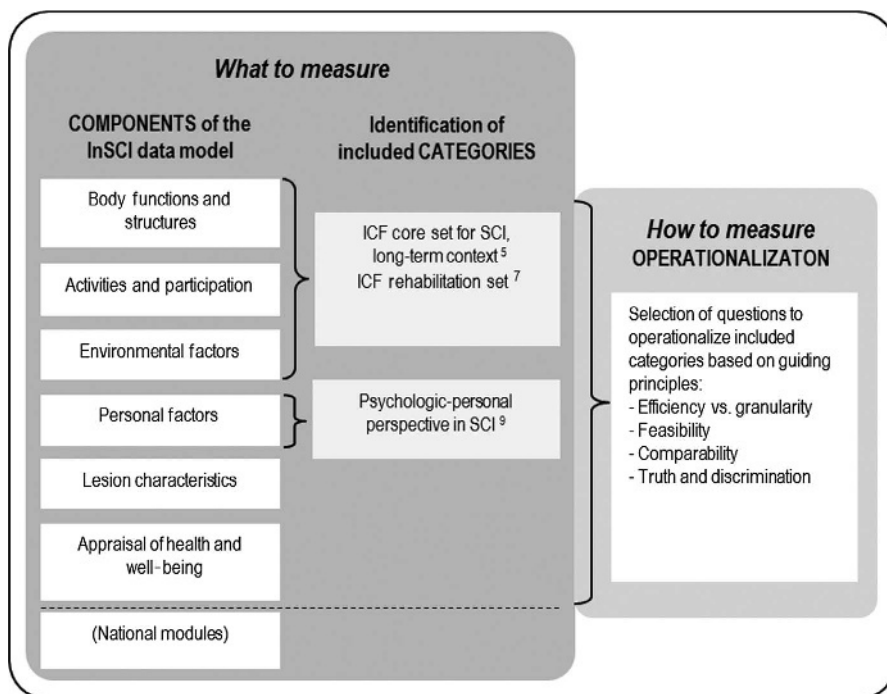 What to measure
COMPONENTS of the
InSCI data model
Body functions and
structures
Activities and participation
Environmental factors
Personal factors
Lesion characteristics
Appraisal of health and
well-being
(National modules)
Identification of
included CATEGORIES
ICF core set for SCI,
long-term context 5
ICF rehabilitation set 7
Psychologic-personal
perspective in SCI 9
How to measure
OPERATIONALIZATON
Selection of questions to
operationalize included
categories based on guiding
principles:
- Efficiency vs. granularity
- Feasibility
- Comparability
- Truth and discrimination